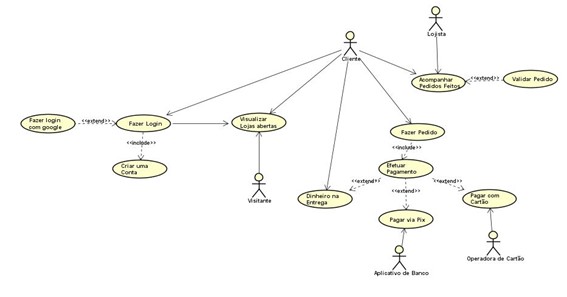 Lojista
Cliente
Acompanhar
Pedidos Feitos
<<extend>>
Validar Pedido
Fazer login
com google
<<extend>>
Fazer Login
Visualizar
Lojas abertas
Fazer Pedido
<<include>>
<<include>>
Criar uma
Conta
Efetuar
Pagamento
<<extend>>
<<extend>>
<<extend>>
Visitante
Dinheiro na
Entrega
Pagar com
Cartão
Pagar via Pix
Operadora de Cartão
Aplicativo de Banco